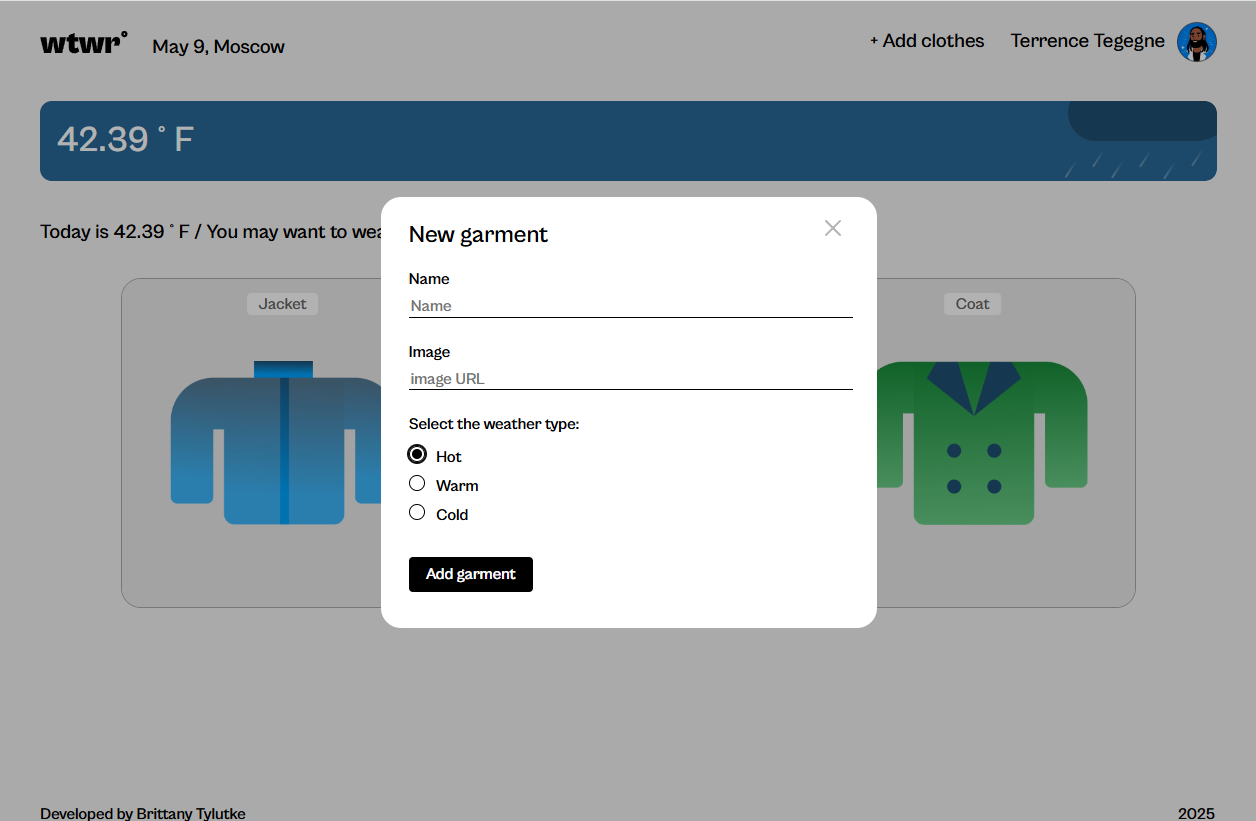 wtwr°
May 9, Moscow
+ Add clothes
Terrence Tegegne
42.39 ° F
Today is 42.39 ° F / You may want to
New garment
Name
Name
Image
image URL
Select the weather type:
Hot
Warm
Cold
Add garment
Jacket
Coat
Developed by Brittany Tylutke
2025